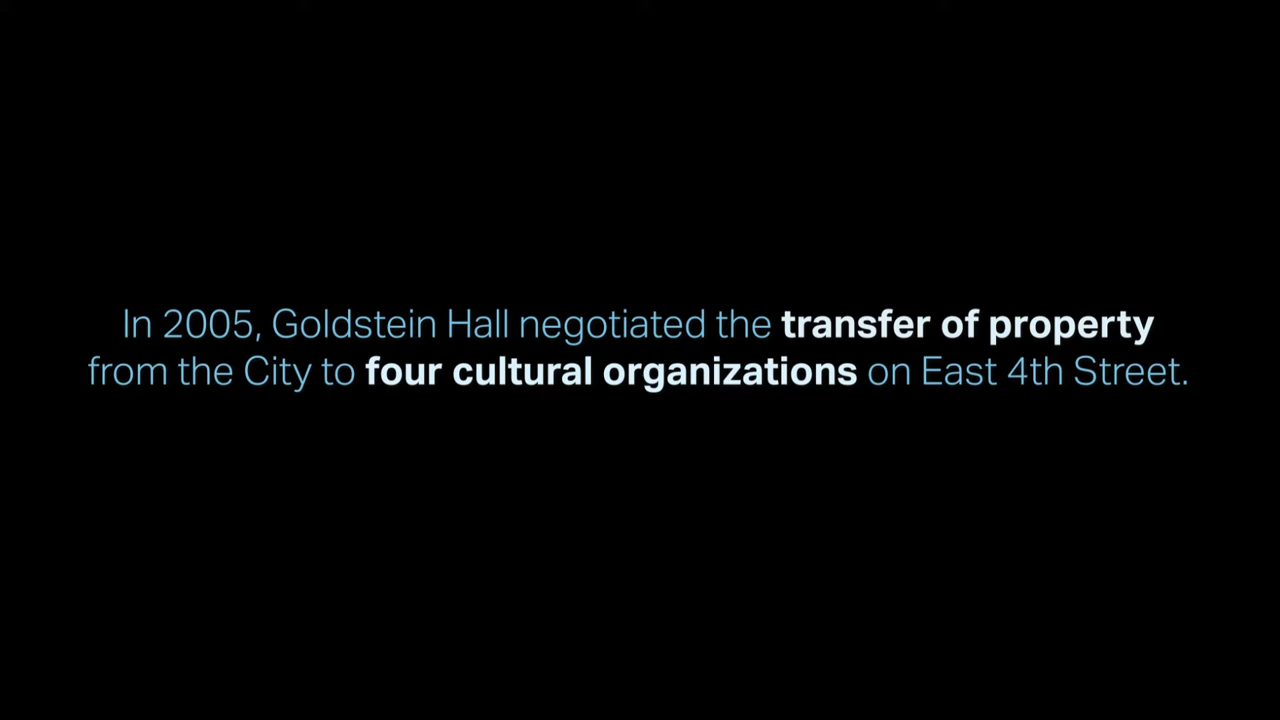 In 2005, Goldstein Hall negotiated the transfer of property
from the City to four cultural organizations on East 4th Street.